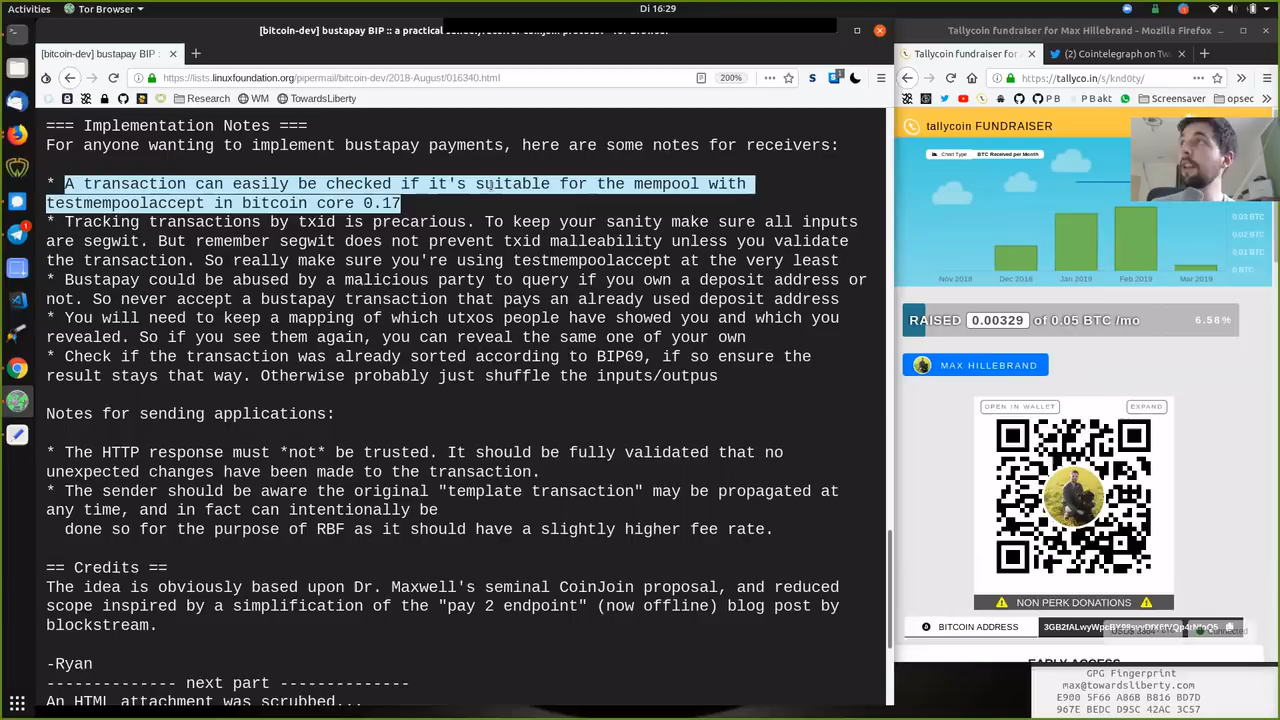 Activities
Tor Browser
Di 16:29
[bitcoin-dev] bustapay BIP :: a practical
Tallycoin fundraiser for Max Hillebrand - Mozilla Firefox
[bitcoin-dev] bustapay BIP :
Tallycoin fundraiser for
(2) Cointelegraph on Tw
https://lists.linuxfoundation.org/pipermail/bitcoin-dev/2018-August/016340.html
200%
https://tallyco.in/s/knd0ty/
Research
WM
TowardsLiberty
P B
P B akt
Screensaver
opsec
=== Implementation Notes ===
For anyone wanting to implement bustapay payments, here are some notes for receivers:
* A transaction can easily be checked if it's suitable for the mempool with
testmempoolaccept in bitcoin core 0.17
* Tracking transactions by txid is precarious. To keep your sanity make sure all inputs
are segwit. But remember segwit does not prevent txid malleability unless you validate
the transaction. So really make sure you're using testmempoolaccept at the very least
* Bustapay could be abused by a malicious party to query if you own a deposit address or
not. So never accept a bustapay transaction that pays an already used deposit address
* You will need to keep a mapping of which utxos people have showed you and which you
revealed. So if you see them again, you can reveal the same one of your own
* Check if the transaction was already sorted according to BIP69, if so ensure the
result stays that way. Otherwise probably just shuffle the inputs/outpus
Notes for sending applications:
* The HTTP response must *not* be trusted. It should be fully validated that no
unexpected changes have been made to the transaction.
* The sender should be aware the original "template transaction" may be propagated at
any time, and in fact can intentionally be
done so for the purpose of RBF as it should have a slightly higher fee rate.
== Credits ==
The idea is obviously based upon Dr. Maxwell's seminal CoinJoin proposal, and reduced
scope inspired by a simplification of the "pay 2 endpoint" (now offline) blog post by
blockstream.
-Ryan
-------------- next part --------------
An HTML attachment was scrubbed...
tallycoin FUNDRAISER
Chart Type
BTC Received per Month
0.03 BTC
0.02 BTC
0.01 BTC
0 BTC
Nov 2018
Dec 2018
Jan 2019
Feb 2019
Mar 2019
RAISED 0.00329 of 0.05 BTC /mo
6.58%
MAX HILLEBRAND
OPEN IN WALLET
EXPAND
NON PERK DONATIONS
BITCOIN ADDRESS
Connected
EARLY ACCESS
GPG Fingerprint
max@towardsliberty.com
E900 5F66 A86B B816 BD7D
967E BEDC D95C 42AC 3C57